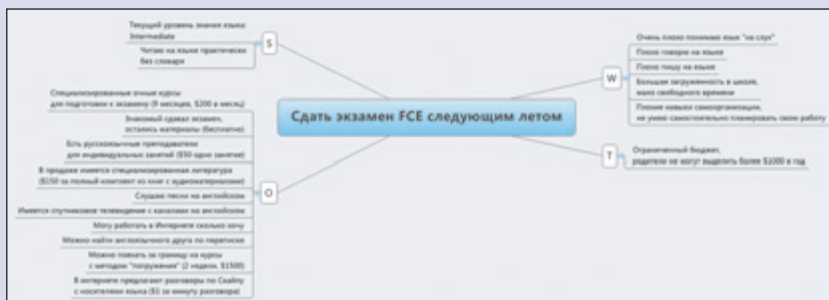 Текущий уровень знания языка:
Intermediate
Читаю на языке практически
без словаря
S
Специализированные очные курсы
для подготовки к экзамену (9 месяцев, $200 в месяц)
Знакомый сдавал экзамен,
остались материалы (бесплатно)
Есть русскоязычные преподаватели
для индивидуальных занятий ($50 одно занятие)
В продаже имеется специализированная литература
($150 за полный комплект из книг с аудиоматериалами)
Слушаю песни на английском
Имеется спутниковое телевидение с каналами на английском
Могу работать в Интернете сколько хочу
Можно найти англоязычного друга по переписке
Можно поехать за границу на курсы
с методом "погружения" (2 недели, $1500)
В интернете предлагают разговоры по Скайпу
с носителями языка ($1 за минуту разговора)
O
Сдать экзамен FCE следующим летом
W
Очень плохо понимаю язык "на слух"
Плохо говорю на языке
Плохо пишу на языке
Большая загруженность в школе,
мало свободного времени
Плохие навыки самоорганизации,
не умею самостоятельно планировать свою работу
T
Ограниченный бюджет,
родители не могут выделить более $1000 в год